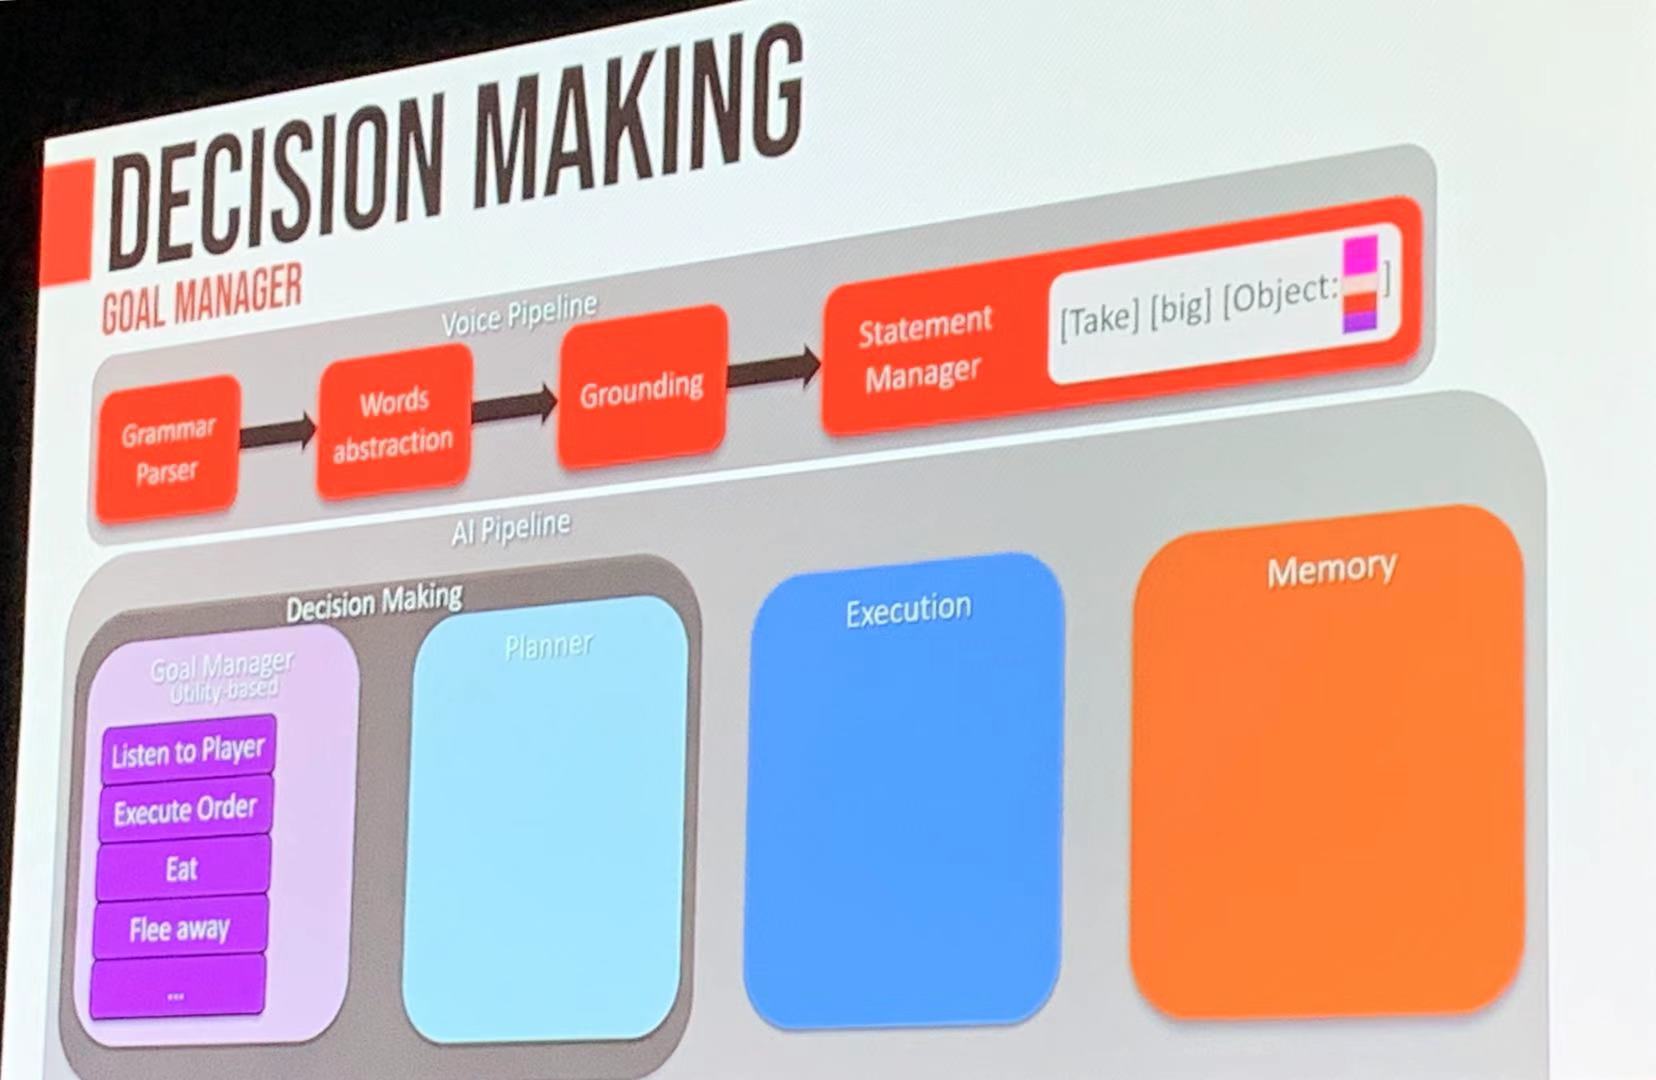 DECISION MAKING
GOAL MANAGER
Voice Pipeline
Grammar
Parser
Words
abstraction
Grounding
Statement
Manager
[Take] [big] [Object: ]
AI Pipeline
Decision Making
Goal Manager
Utility-based
Listen to Player
Execute Order
Eat
Flee away
...
Planner
Execution
Memory